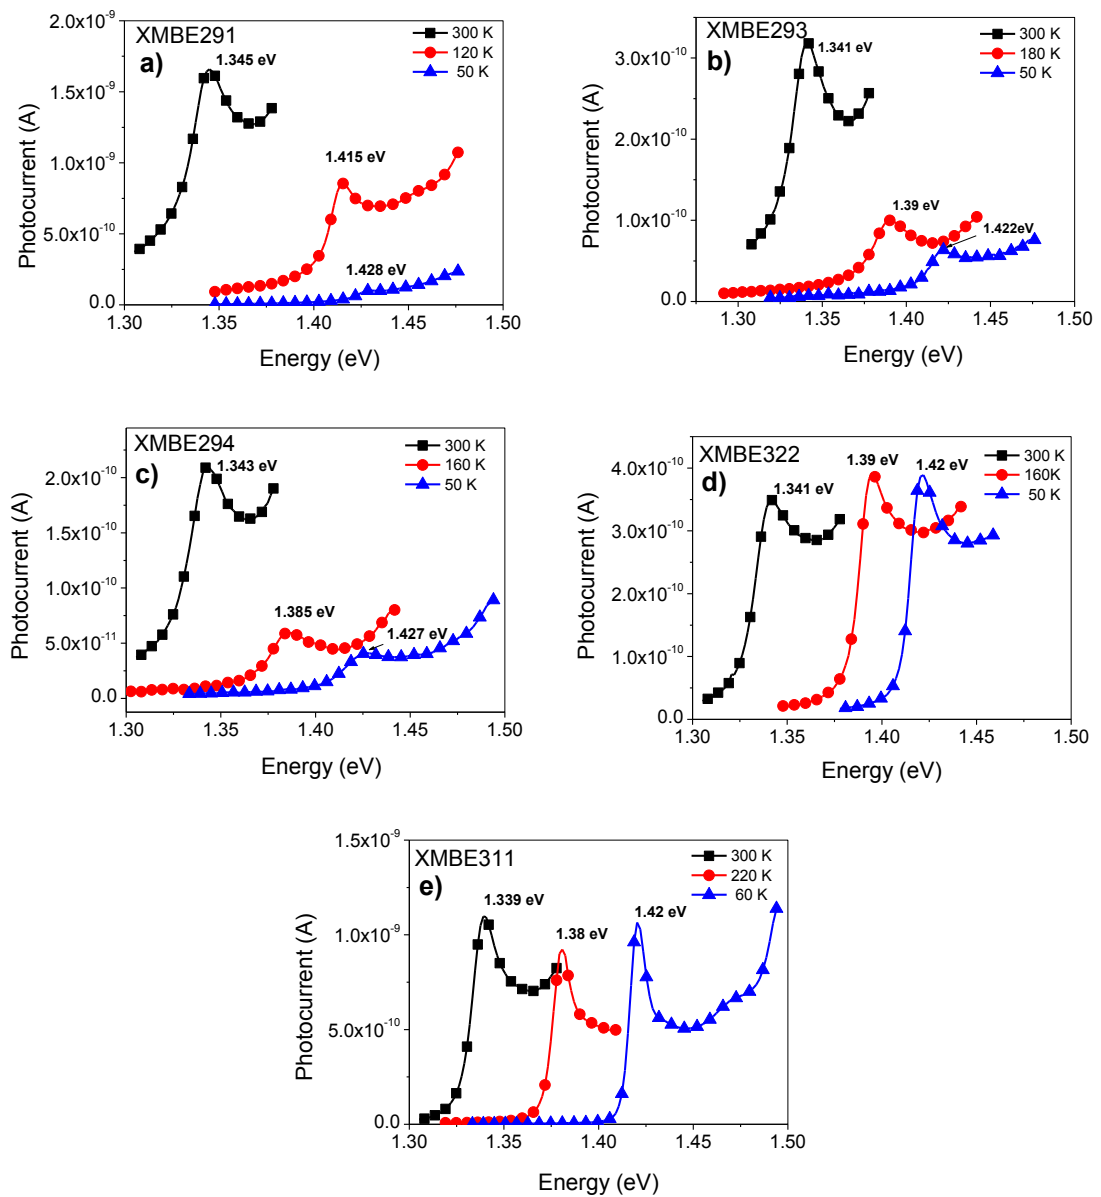 XMBE291
a)
300 K
120 K
50 K
1.345 eV
1.415 eV
1.428 eV
2.0x10⁻⁹
1.5x10⁻⁹
1.0x10⁻⁹
5.0x10⁻¹⁰
0.0
1.30 1.35 1.40 1.45 1.50
Photocurrent (A)
Energy (eV)
XMBE293
b)
300 K
180 K
50 K
1.341 eV
1.39 eV
1.422eV
3.0x10⁻¹⁰
2.0x10⁻¹⁰
1.0x10⁻¹⁰
0.0
1.30 1.35 1.40 1.45 1.50
Photocurrent (A)
Energy (eV)
XMBE294
c)
300 K
160 K
50 K
1.343 eV
1.385 eV
1.427 eV
2.0x10⁻¹⁰
1.5x10⁻¹⁰
1.0x10⁻¹⁰
5.0x10⁻¹¹
0.0
1.30 1.35 1.40 1.45 1.50
Photocurrent (A)
Energy (eV)
XMBE322
d)
300 K
160K
50 K
1.341 eV
1.39 eV
1.42 eV
4.0x10⁻¹⁰
3.0x10⁻¹⁰
2.0x10⁻¹⁰
1.0x10⁻¹⁰
0.0
1.30 1.35 1.40 1.45 1.50
Photocurrent (A)
Energy (eV)
XMBE311
e)
300 K
220 K
60 K
1.339 eV
1.38 eV
1.42 eV
1.5x10⁻⁹
1.0x10⁻⁹
5.0x10⁻¹⁰
0.0
1.30 1.35 1.40 1.45 1.50
Photocurrent (A)
Energy (eV)